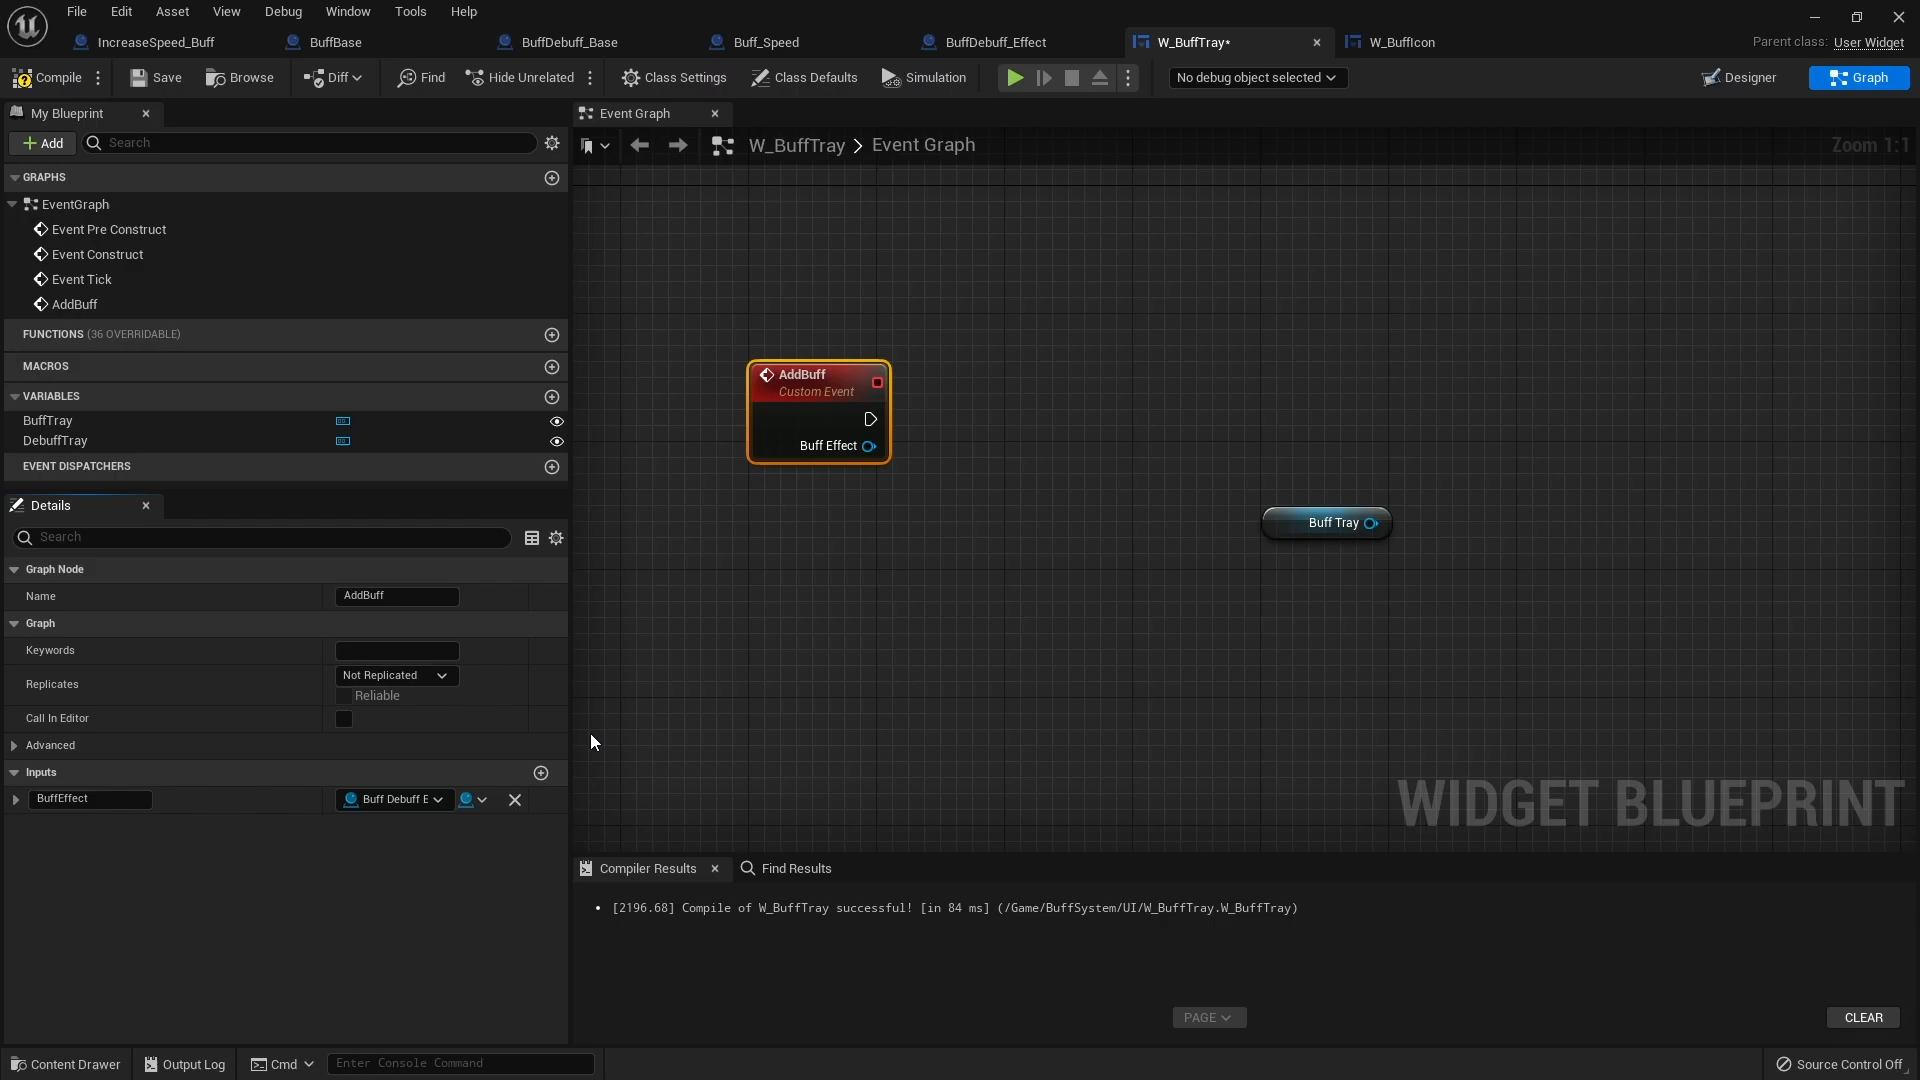 File Edit Asset View Debug Window Tools Help
IncreaseSpeed_Buff BuffBase BuffDebuff_Base Buff_Speed BuffDebuff_Effect W_BuffTray* W_BuffIcon Parent class: User Widget
Compile Save Browse Diff Find Hide Unrelated Class Settings Class Defaults Simulation No debug object selected Designer Graph
My Blueprint Event Graph
Add Search W_BuffTray > Event Graph Zoom 1:1
GRAPHS
EventGraph
Event Pre Construct
Event Construct
Event Tick
AddBuff
FUNCTIONS (36 OVERRIDABLE)
MACROS
VARIABLES
BuffTray
DebuffTray
EVENT DISPATCHERS
AddBuff
Custom Event
Buff Effect
Buff Tray
Details
Search
Graph Node
Name AddBuff
Graph
Keywords
Replicates Not Replicated
Reliable
Call In Editor
Advanced
Inputs
BuffEffect Buff Debuff E
WIDGET BLUEPRINT
Compiler Results Find Results
• [2196.68] Compile of W_BuffTray successful! [in 84 ms] (/Game/BuffSystem/UI/W_BuffTray.W_BuffTray)
PAGE CLEAR
Content Drawer Output Log Cmd Enter Console Command Source Control Off